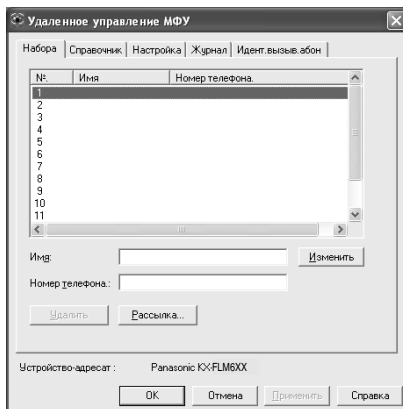 Удаленное управление МФУ
Набора Справочник Настройка Журнал Идент.вызыв.абон
№. Имя Номер телефона.
1
2
3
4
5
6
7
8
9
10
11
Имя: Изменить
Номер телефона.:
Удалить Рассылка...
Устройство-адресат : Panasonic KX-FLM6XX
OK Отмена Применить Справка